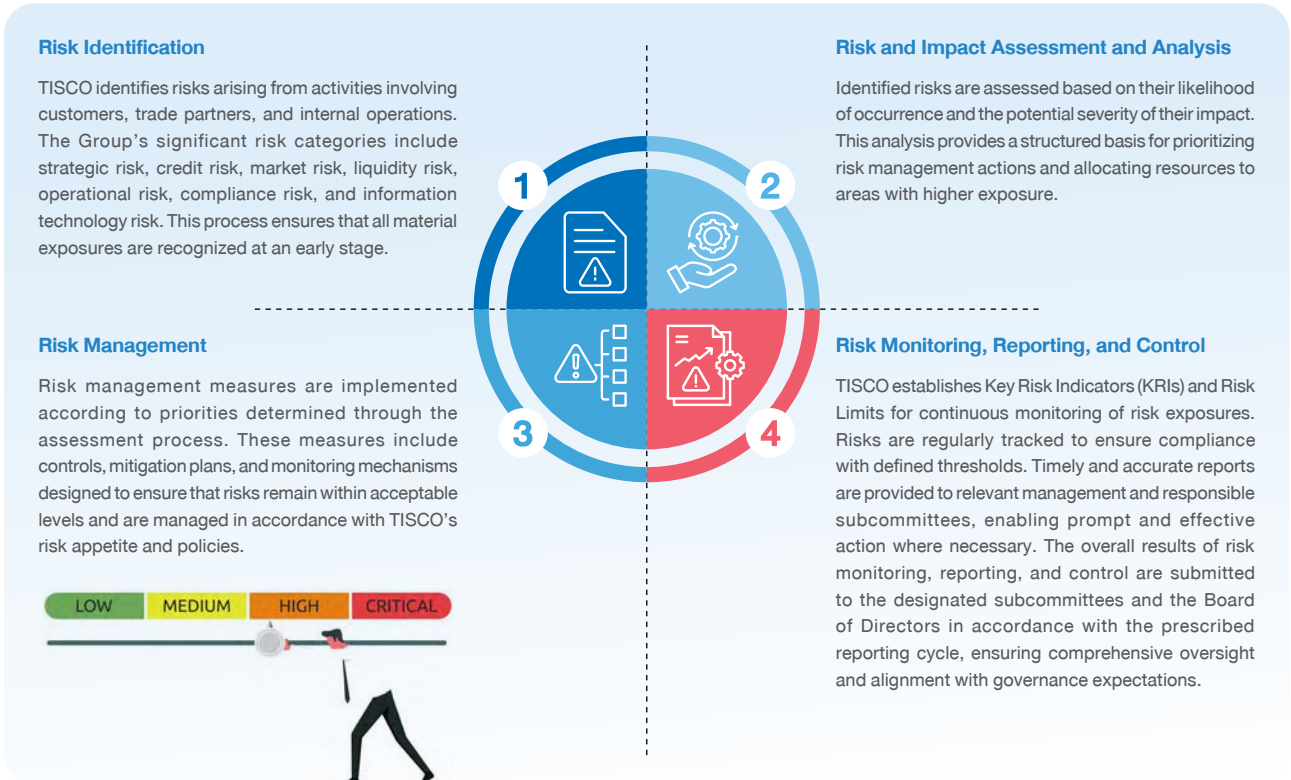 Risk Identification
TISCO identifies risks arising from activities involving
customers, trade partners, and internal operations.
The Group's significant risk categories include
strategic risk, credit risk, market risk, liquidity risk,
operational risk, compliance risk, and information
technology risk. This process ensures that all material
exposures are recognized at an early stage.
Risk and Impact Assessment and Analysis
Identified risks are assessed based on their likelihood
of occurrence and the potential severity of their impact.
This analysis provides a structured basis for prioritizing
risk management actions and allocating resources to
areas with higher exposure.
1
2
3
4
Risk Management
Risk management measures are implemented
according to priorities determined through the
assessment process. These measures include
controls, mitigation plans, and monitoring mechanisms
designed to ensure that risks remain within acceptable
levels and are managed in accordance with TISCO's
risk appetite and policies.
LOW MEDIUM HIGH CRITICAL
Risk Monitoring, Reporting, and Control
TISCO establishes Key Risk Indicators (KRIs) and Risk
Limits for continuous monitoring of risk exposures.
Risks are regularly tracked to ensure compliance
with defined thresholds. Timely and accurate reports
are provided to relevant management and responsible
subcommittees, enabling prompt and effective
action where necessary. The overall results of risk
monitoring, reporting, and control are submitted
to the designated subcommittees and the Board
of Directors in accordance with the prescribed
reporting cycle, ensuring comprehensive oversight
and alignment with governance expectations.